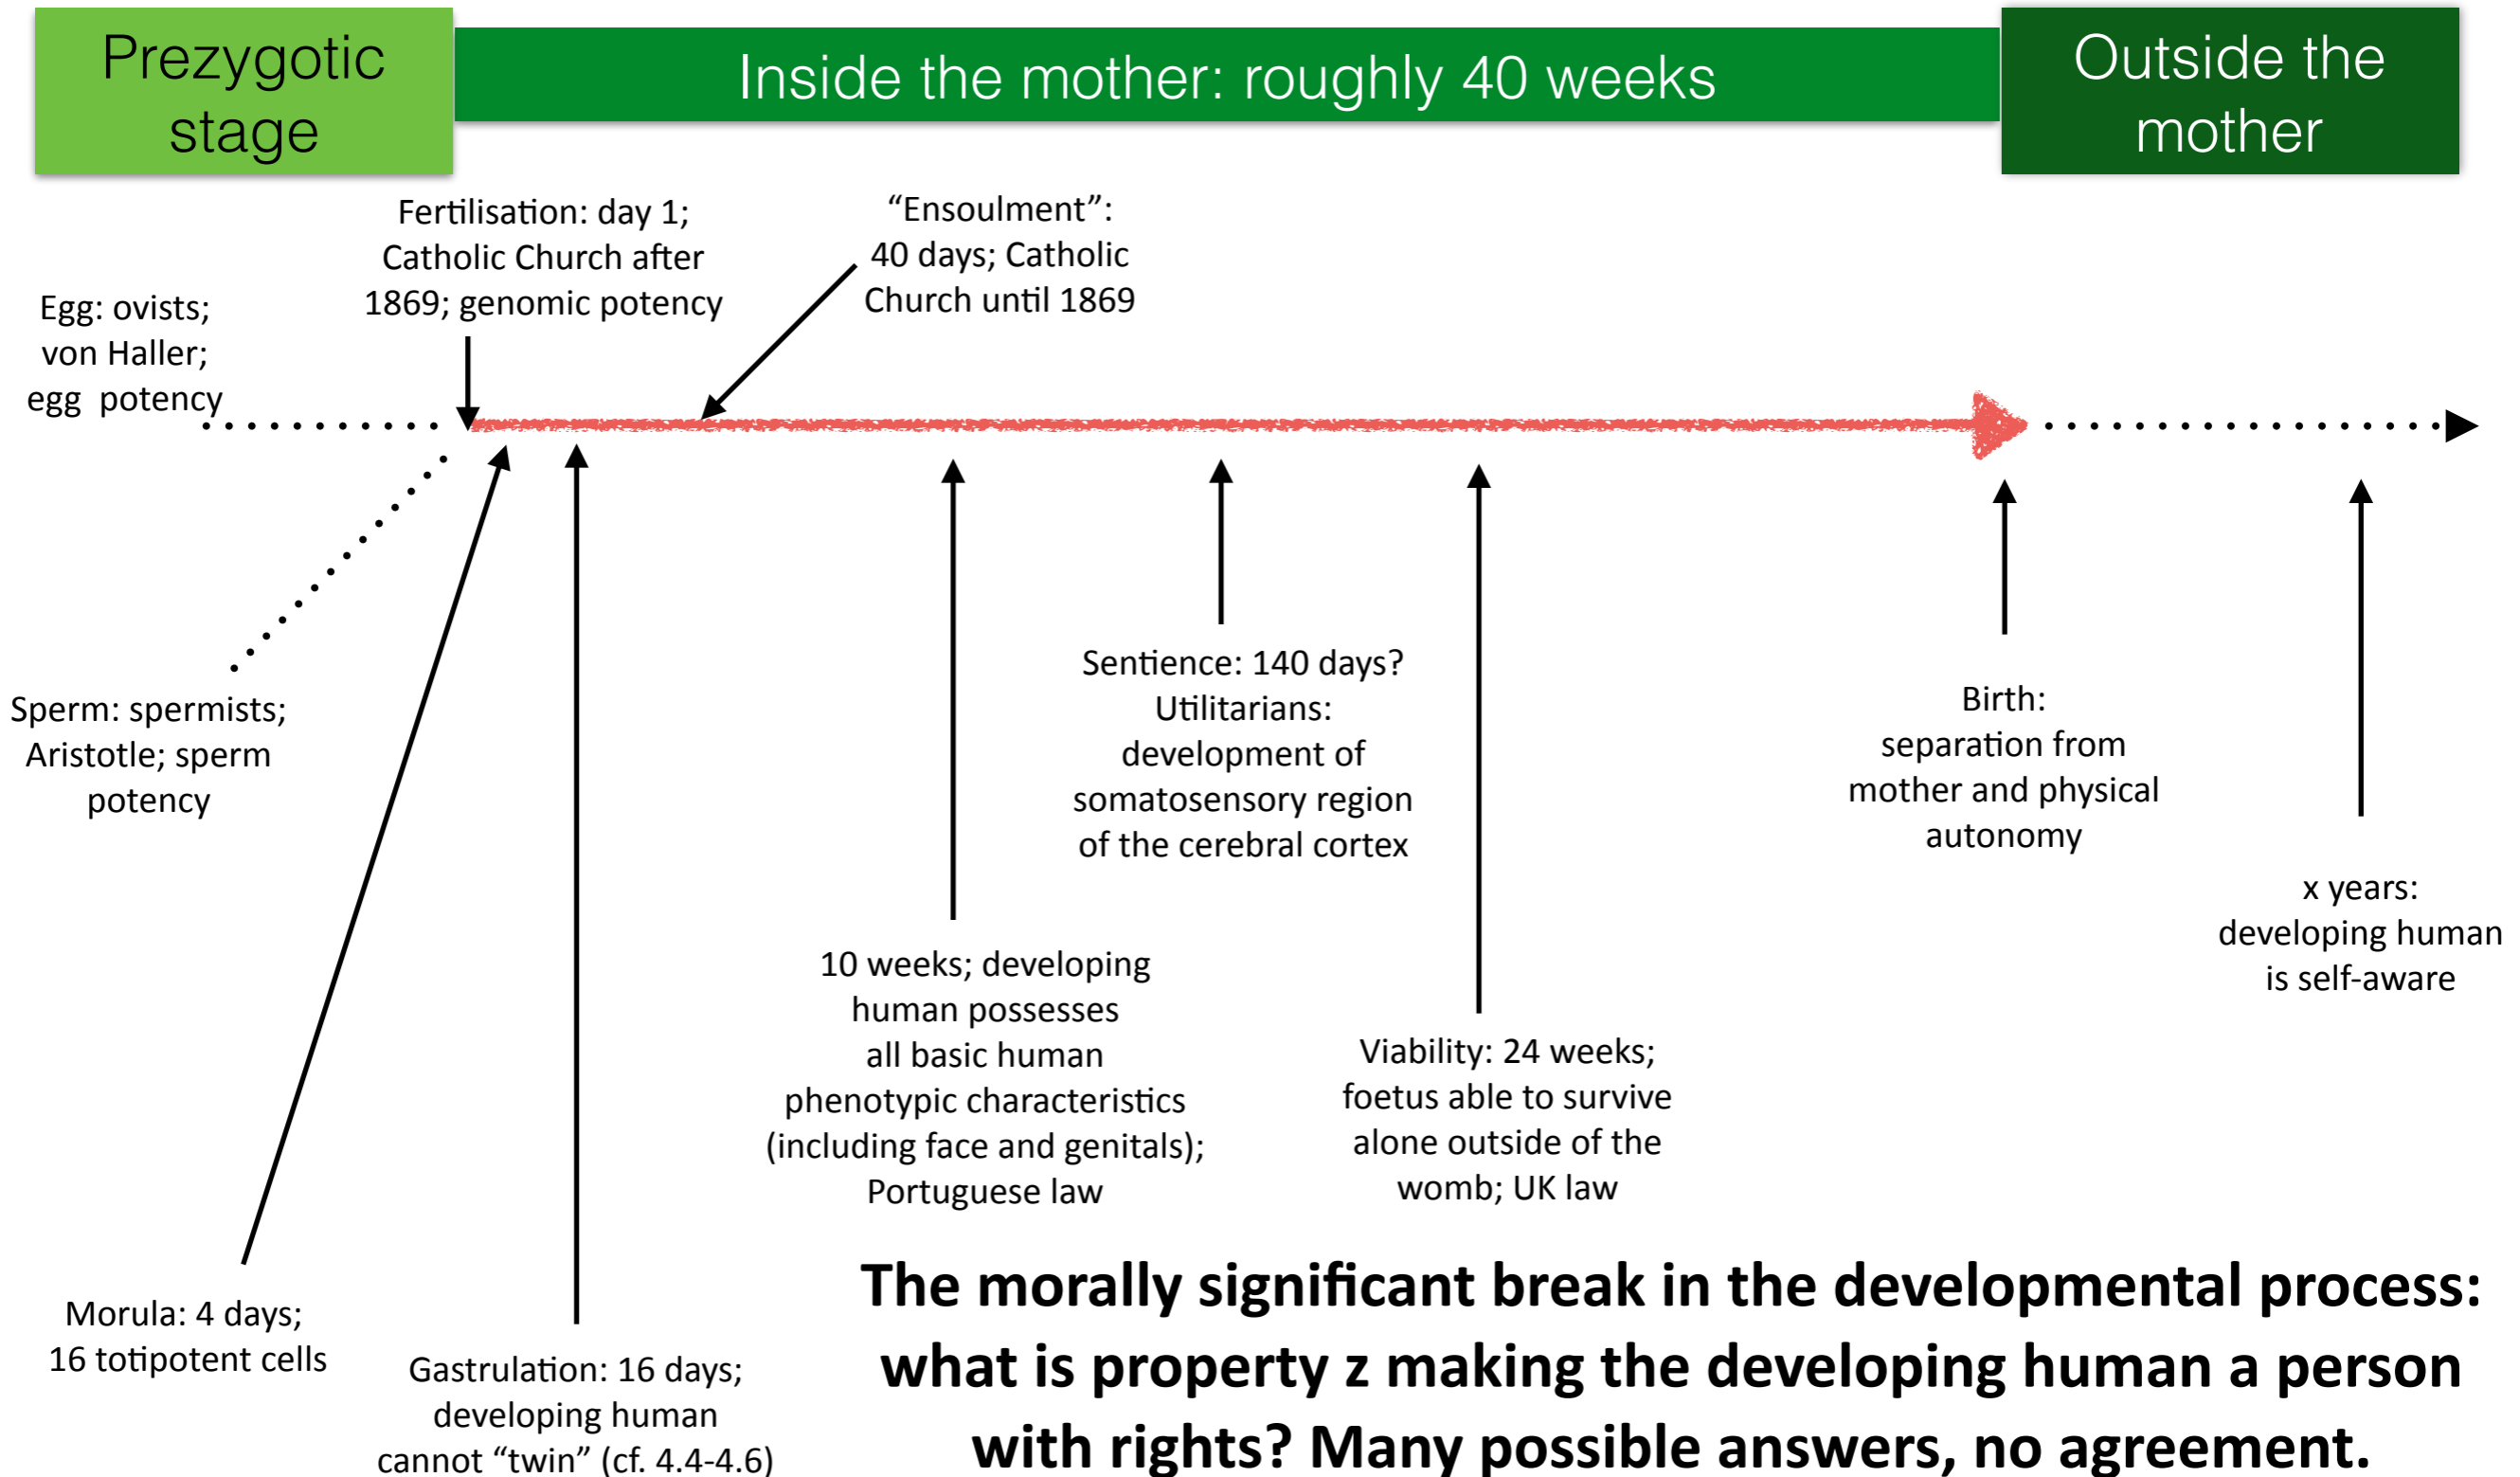 Prezygotic
stage
Inside the mother: roughly 40 weeks
Outside the
mother
Fertilisation: day 1;
Catholic Church after
1869; genomic potency
“Ensoulment”:
40 days; Catholic
Church until 1869
Egg: ovists;
von Haller;
egg potency
Sperm: spermists;
Aristotle; sperm
potency
Sentience: 140 days?
Utilitarians:
development of
somatosensory region
of the cerebral cortex
Birth:
separation from
mother and physical
autonomy
x years:
developing human
is self-aware
10 weeks; developing
human possesses
all basic human
phenotypic characteristics
(including face and genitals);
Portuguese law
Viability: 24 weeks;
foetus able to survive
alone outside of the
womb; UK law
Morula: 4 days;
16 totipotent cells
Gastrulation: 16 days;
developing human
cannot “twin” (cf. 4.4-4.6)
The morally significant break in the developmental process:
what is property z making the developing human a person
with rights? Many possible answers, no agreement.